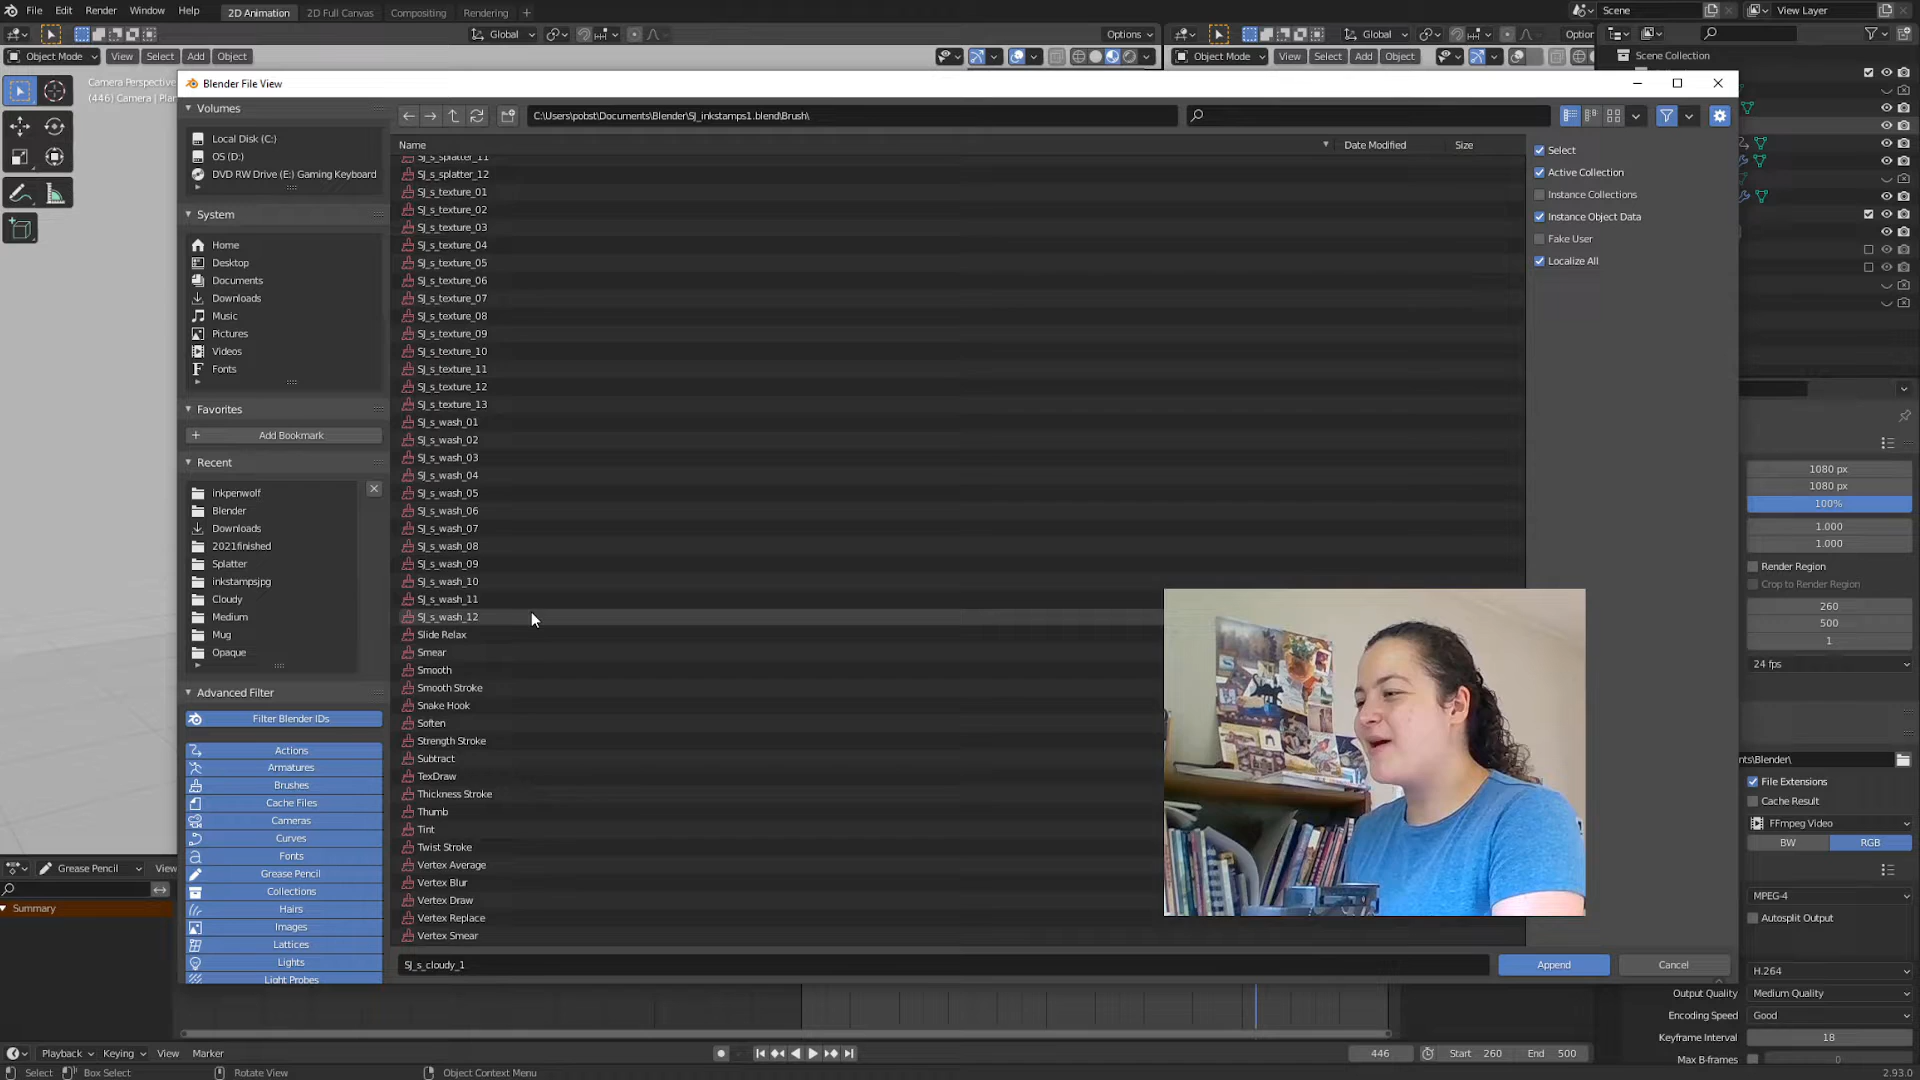 File Edit Render Window Help 2D Animation 2D Full Canvas Compositing Rendering + Scene View Layer
Global Options Global Option
Object Mode View Select Add Object Object Mode View Select Add Object Scene Collection
Camera Perspective
(446) Camera | Plan
Blender File View
Volumes
Local Disk (C:)
OS (D:)
DVD RW Drive (E:) Gaming Keyboard
System
Home
Desktop
Documents
Downloads
Music
Pictures
Videos
Fonts
Favorites
Add Bookmark
Recent
inkpenwolf
Blender
Downloads
2021finished
Splatter
inkstampsjpg
Cloudy
Medium
Mug
Opaque
Advanced Filter
Filter Blender IDs
Actions
Armatures
Brushes
Cache Files
Cameras
Curves
Fonts
Grease Pencil
Collections
Hairs
Images
Lattices
Lights
Light Probes
C:\Users\pobst\Documents\Blender\SJ_inkstamps1.blend\Brush\
Name Date Modified Size
SJ_s_splatter_11
SJ_s_splatter_12
SJ_s_texture_01
SJ_s_texture_02
SJ_s_texture_03
SJ_s_texture_04
SJ_s_texture_05
SJ_s_texture_06
SJ_s_texture_07
SJ_s_texture_08
SJ_s_texture_09
SJ_s_texture_10
SJ_s_texture_11
SJ_s_texture_12
SJ_s_texture_13
SJ_s_wash_01
SJ_s_wash_02
SJ_s_wash_03
SJ_s_wash_04
SJ_s_wash_05
SJ_s_wash_06
SJ_s_wash_07
SJ_s_wash_08
SJ_s_wash_09
SJ_s_wash_10
SJ_s_wash_11
SJ_s_wash_12
Slide Relax
Smear
Smooth
Smooth Stroke
Snake Hook
Soften
Strength Stroke
Subtract
TexDraw
Thickness Stroke
Thumb
Tint
Twist Stroke
Vertex Average
Vertex Blur
Vertex Draw
Vertex Replace
Vertex Smear
SJ_s_cloudy_1
Append Cancel
Select
Active Collection
Instance Collections
Instance Object Data
Fake User
Localize All
1080 px
1080 px
100%
1.000
1.000
Render Region
Crop to Render Region
260
500
1
24 fps
nts\Blender\
File Extensions
Cache Result
FFmpeg Video
BW RGB
MPEG-4
Autosplit Output
H.264
Output Quality Medium Quality
Encoding Speed Good
Keyframe Interval 18
Max B-frames 0
Grease Pencil View
Summary
Playback Keying View Marker 446 Start 260 End 500
Select Box Select Rotate View Object Context Menu 2.93.0